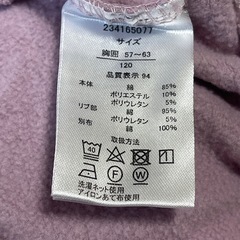 234165077
サイズ
胸囲 57～63
120
品質表示 94
本体 綿 85%
ポリエステル 10%
ポリウレタン 5%
リブ部 綿 95%
ポリウレタン 5%
別布 綿 100%
取扱方法
40
洗濯ネット使用
アイロンあて布使用